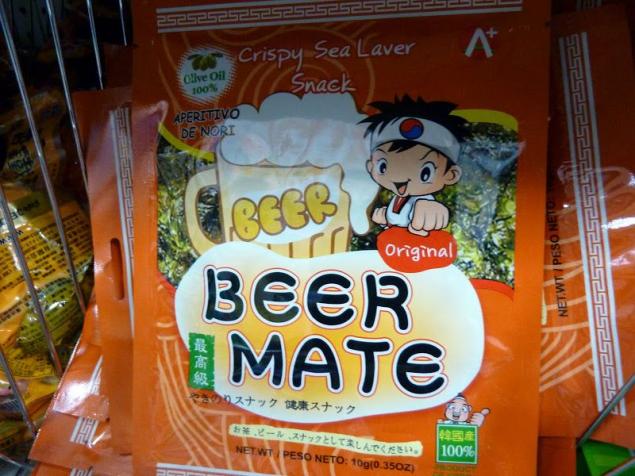 Crispy Sea Laver
Snack
A+
Olive Oil
100%
APERITIVO
DE NORI
BEER
Original
BEER
MATE
最高級
やきのりスナック 健康スナック
お茶、ビール、スナックとして楽しんでください。
NET.WT / PESO NETO: 10g(0.35OZ)
韓國産
100%
PRODUCT
NET.WT / PESO NETO: 10